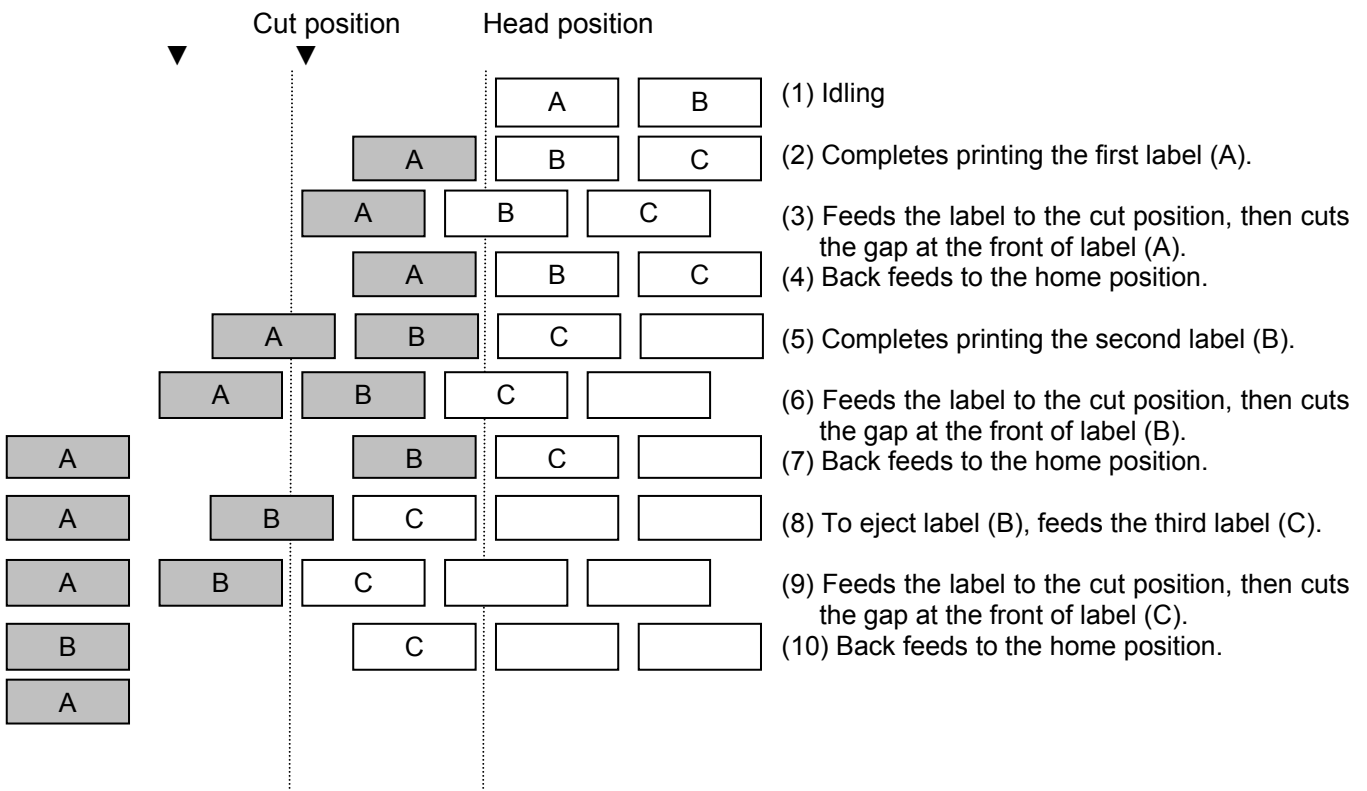 Cut position Head position
▼ ▼
A B (1) Idling
A B C (2) Completes printing the first label (A).
A B C (3) Feeds the label to the cut position, then cuts
the gap at the front of label (A).
A B C (4) Back feeds to the home position.
A B C (5) Completes printing the second label (B).
A B C (6) Feeds the label to the cut position, then cuts
the gap at the front of label (B).
A B C (7) Back feeds to the home position.
A B C (8) To eject label (B), feeds the third label (C).
A B C (9) Feeds the label to the cut position, then cuts
the gap at the front of label (C).
B C (10) Back feeds to the home position.
A